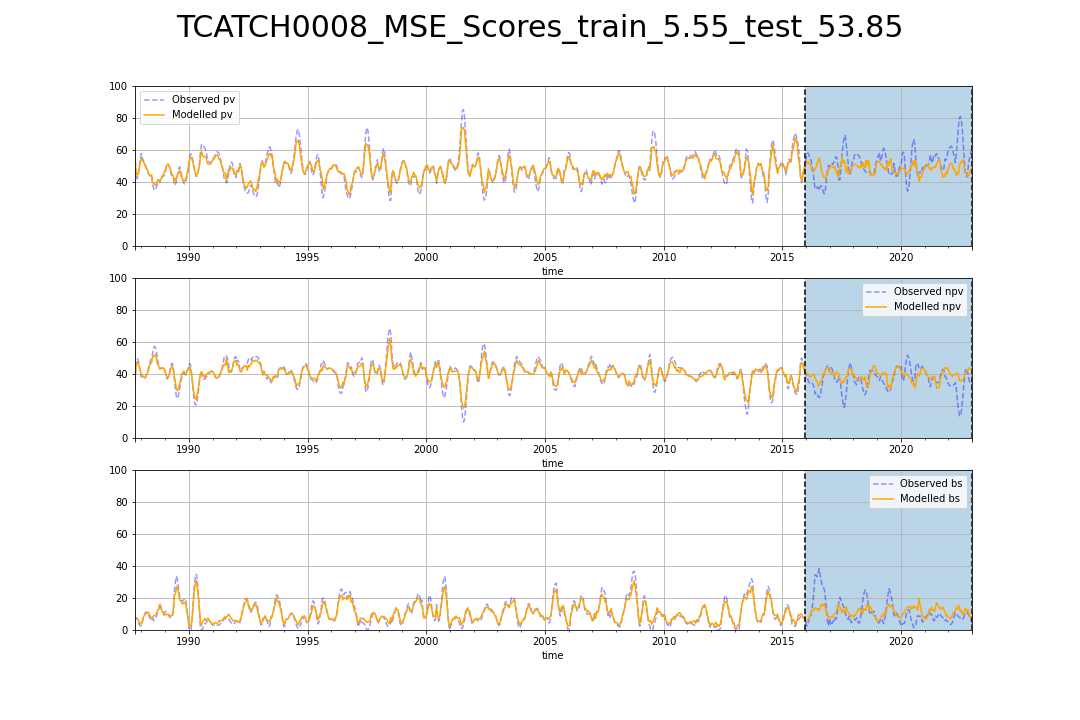 TCATCH0008_MSE_Scores_train_5.55_test_53.85
100
80
60
40
20
0
Observed pv
Modelled pv
1990 1995 2000 2005 2010 2015 2020
time
100
80
60
40
20
0
Observed npv
Modelled npv
1990 1995 2000 2005 2010 2015 2020
time
100
80
60
40
20
0
Observed bs
Modelled bs
1990 1995 2000 2005 2010 2015 2020
time